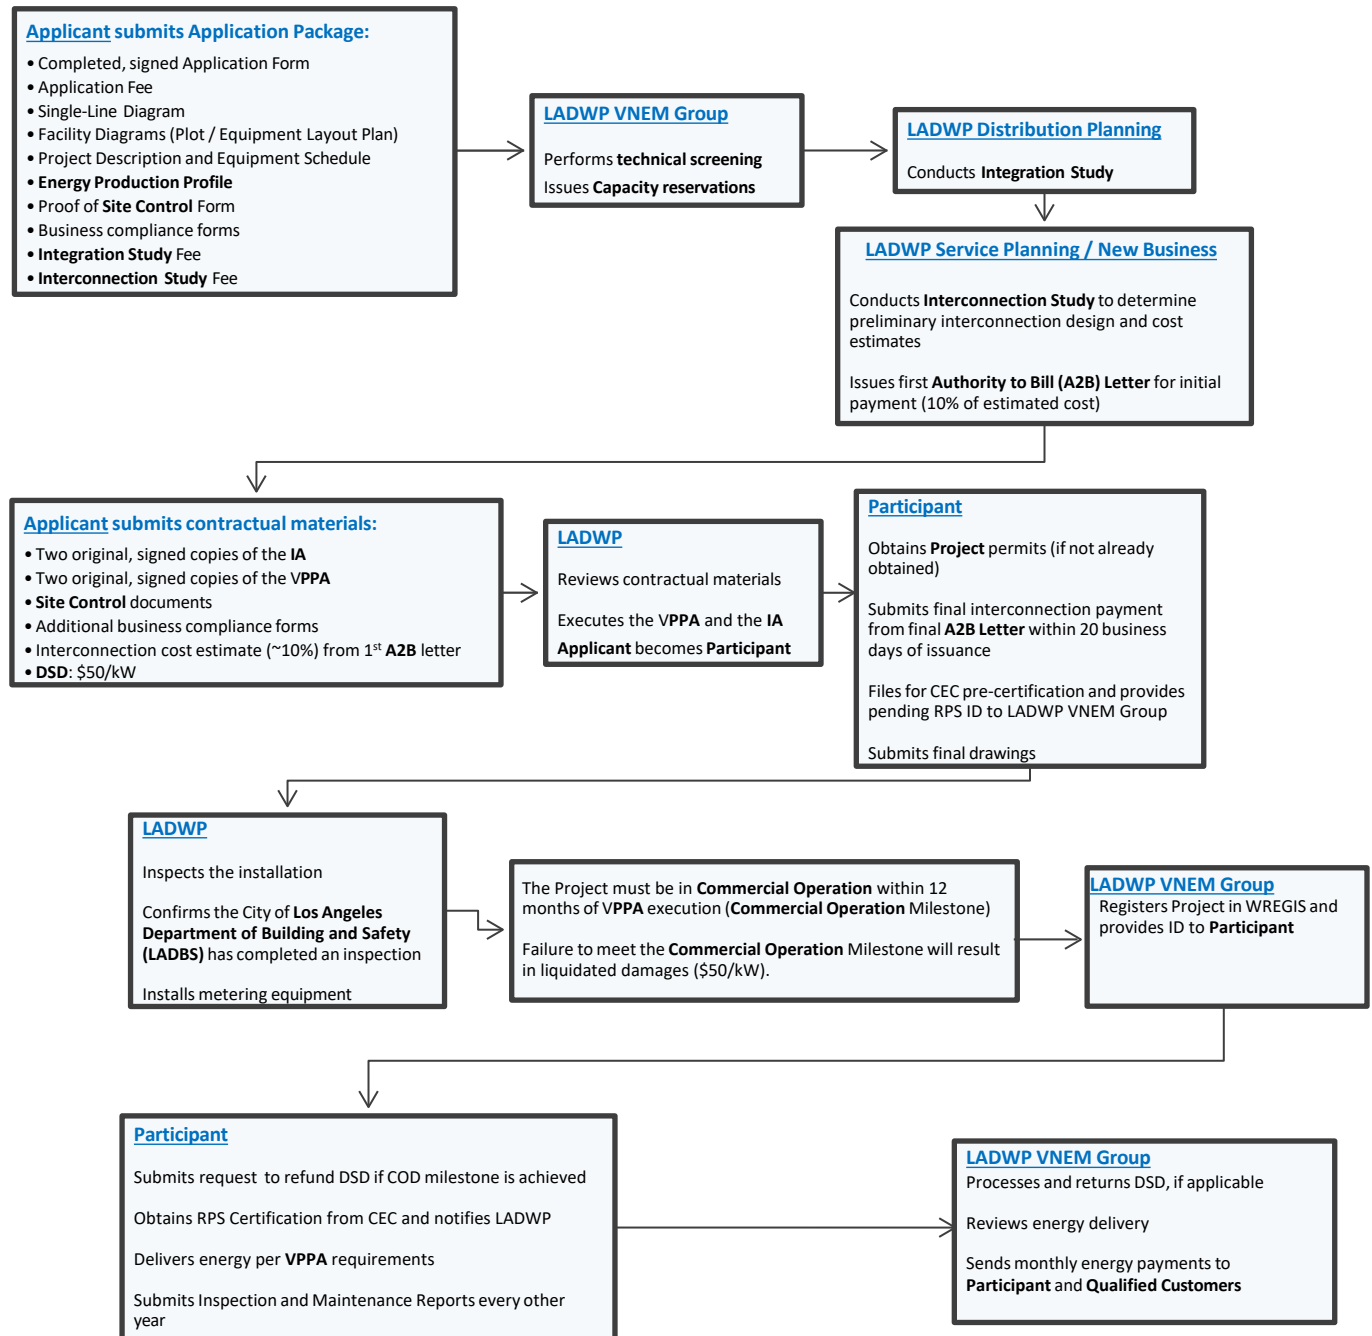 Applicant submits Application Package:
• Completed, signed Application Form
• Application Fee
• Single-Line Diagram
• Facility Diagrams (Plot / Equipment Layout Plan)
• Project Description and Equipment Schedule
• Energy Production Profile
• Proof of Site Control Form
• Business compliance forms
• Integration Study Fee
• Interconnection Study Fee
LADWP VNEM Group
Performs technical screening
Issues Capacity reservations
LADWP Distribution Planning
Conducts Integration Study
LADWP Service Planning / New Business
Conducts Interconnection Study to determine
preliminary interconnection design and cost
estimates
Issues first Authority to Bill (A2B) Letter for initial
payment (10% of estimated cost)
Applicant submits contractual materials:
• Two original, signed copies of the IA
• Two original, signed copies of the VPPA
• Site Control documents
• Additional business compliance forms
• Interconnection cost estimate (~10%) from 1st A2B letter
• DSD: $50/kW
LADWP
Reviews contractual materials
Executes the VPPA and the IA
Applicant becomes Participant
Participant
Obtains Project permits (if not already
obtained)
Submits final interconnection payment
from final A2B Letter within 20 business
days of issuance
Files for CEC pre-certification and provides
pending RPS ID to LADWP VNEM Group
Submits final drawings
LADWP
Inspects the installation
Confirms the City of Los Angeles
Department of Building and Safety
(LADBS) has completed an inspection
Installs metering equipment
The Project must be in Commercial Operation within 12
months of VPPA execution (Commercial Operation Milestone)
Failure to meet the Commercial Operation Milestone will result
in liquidated damages ($50/kW).
LADWP VNEM Group
Registers Project in WREGIS and
provides ID to Participant
Participant
Submits request to refund DSD if COD milestone is achieved
Obtains RPS Certification from CEC and notifies LADWP
Delivers energy per VPPA requirements
Submits Inspection and Maintenance Reports every other
year
LADWP VNEM Group
Processes and returns DSD, if applicable
Reviews energy delivery
Sends monthly energy payments to
Participant and Qualified Customers